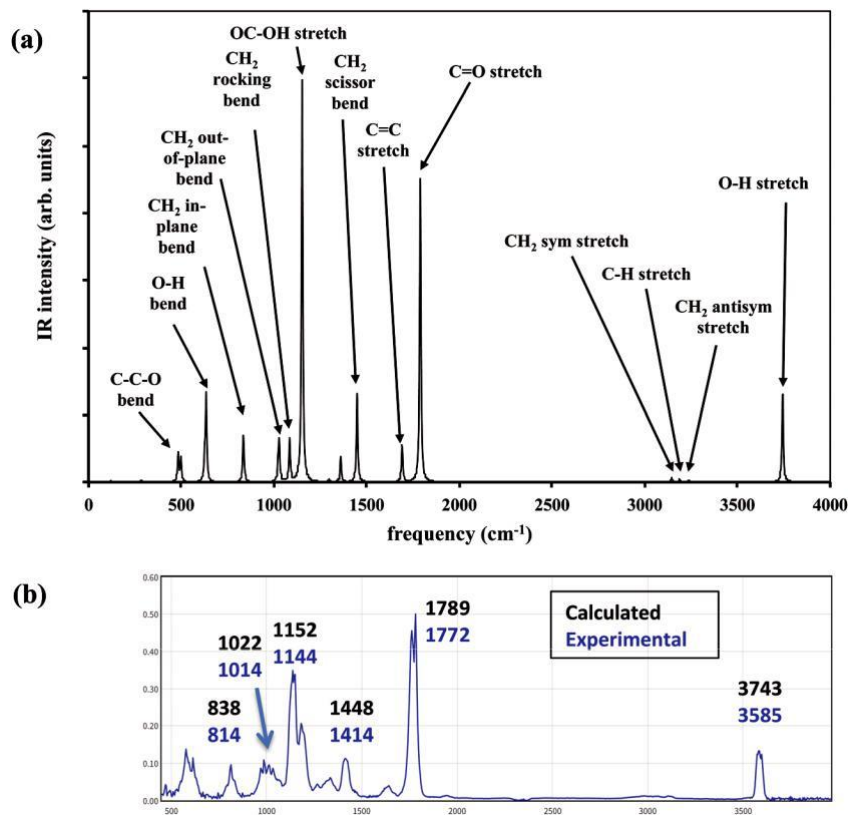 (a)
OC-OH stretch
CH2
rocking
bend
CH2
scissor
bend
C=O stretch
CH2 out-
of-plane
bend
C=C
stretch
CH2 in-
plane
bend
O-H stretch
CH2 sym stretch
O-H
bend
C-H stretch
CH2 antisym
stretch
C-C-O
bend
IR intensity (arb. units)
0
500
1000
1500
2000
2500
3000
3500
4000
frequency (cm-1)
(b)
0.60
0.50
0.40
0.30
0.20
0.10
0.00
838
814
1022
1014
1152
1144
1448
1414
1789
1772
Calculated
Experimental
3743
3585
500
1000
1500
2000
2500
3000
3500